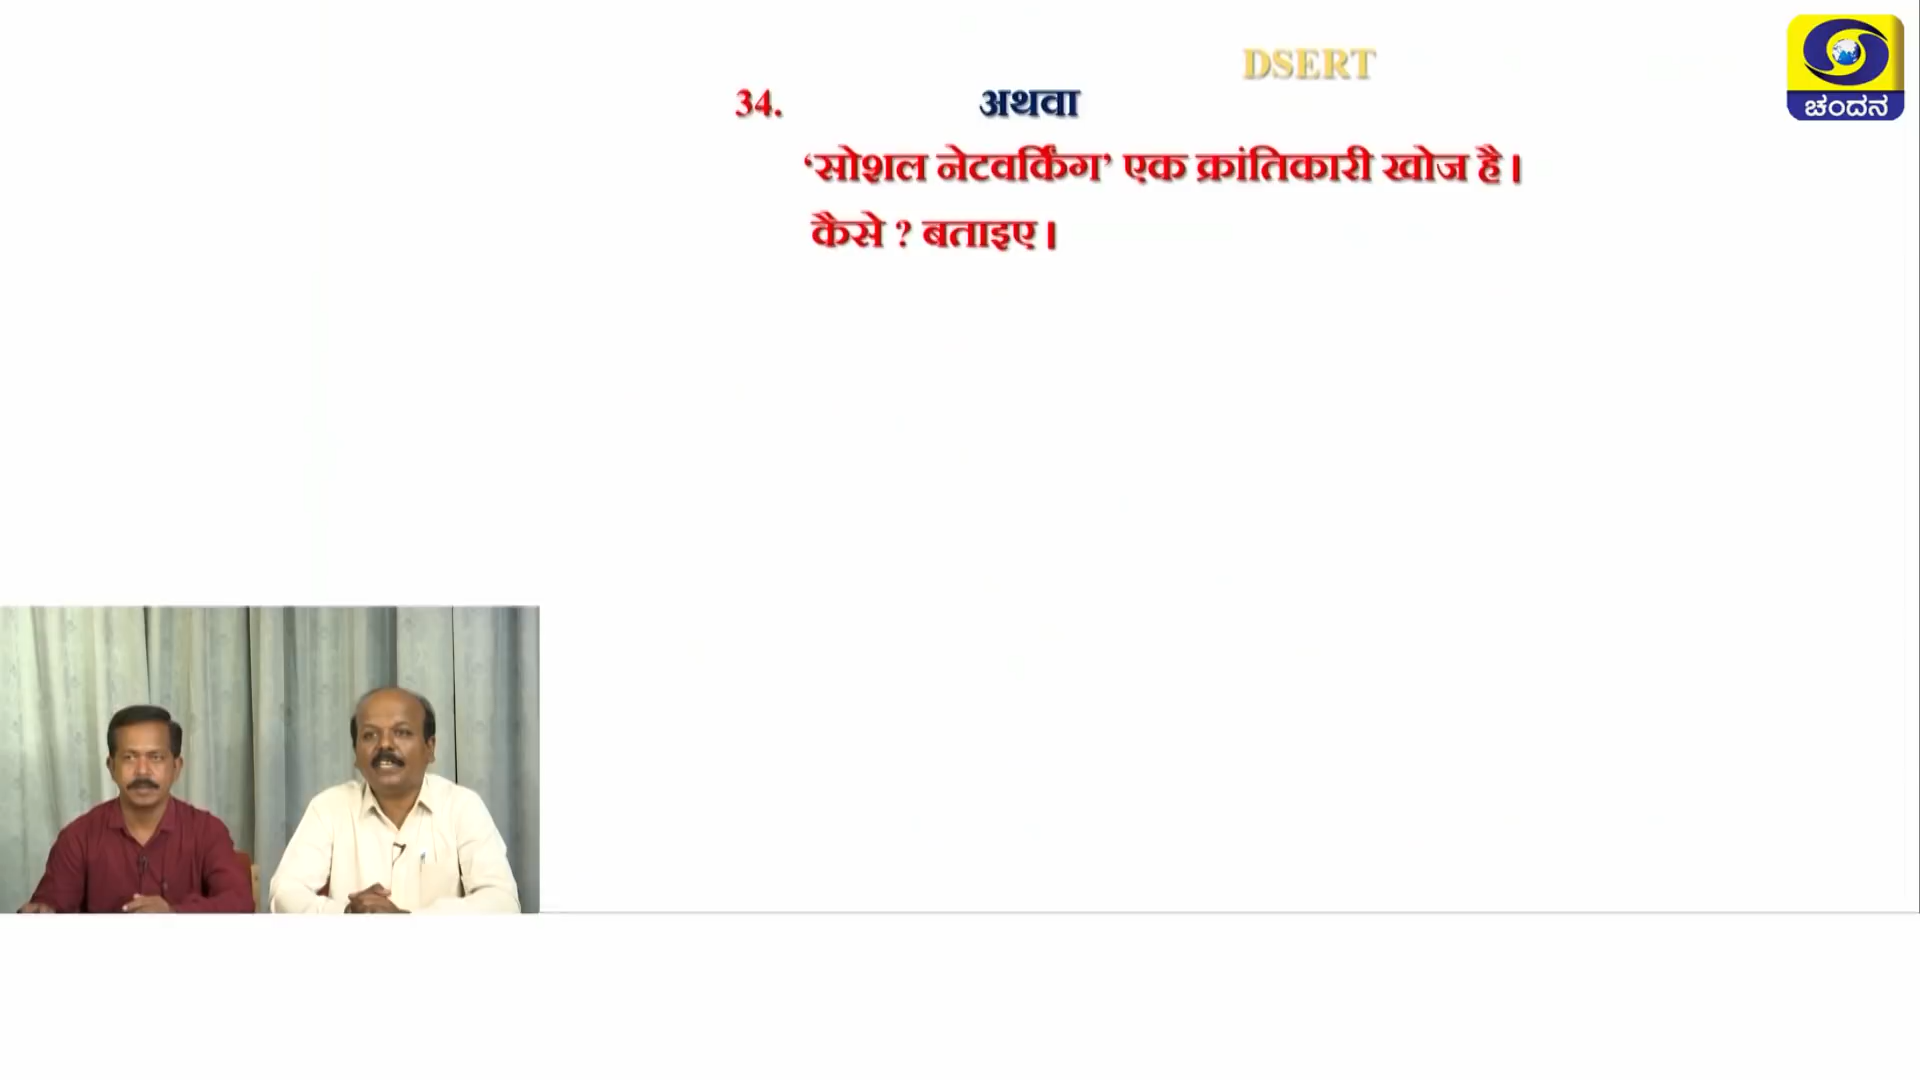 DSERT
34. अथवा
‘सोशल नेटवर्किंग’ एक क्रांतिकारी खोज है।
कैसे ? बताइए।
ಚಂದನ